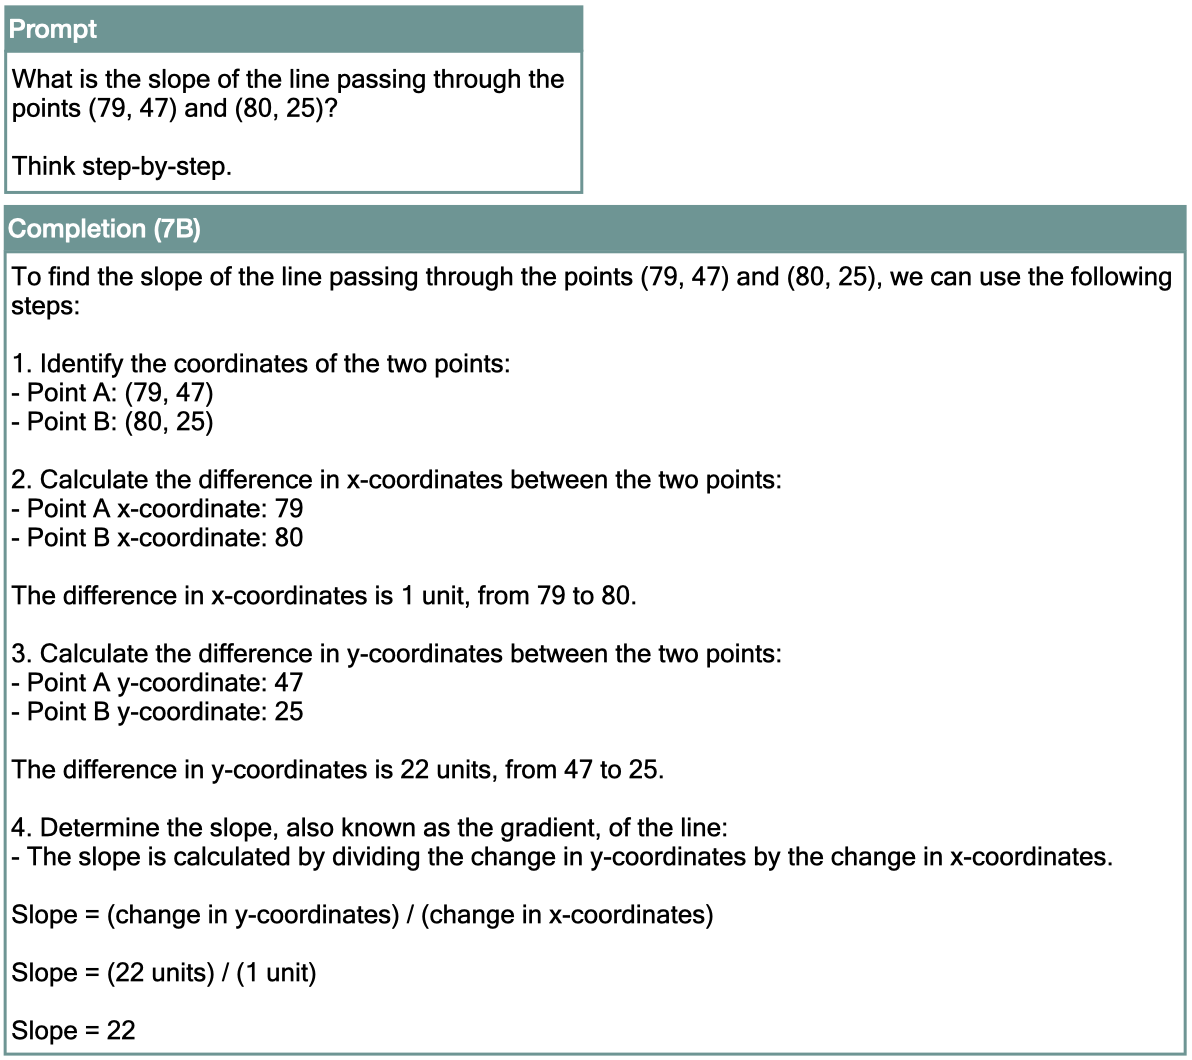 Prompt
What is the slope of the line passing through the
points (79, 47) and (80, 25)?
Think step-by-step.
Completion (7B)
To find the slope of the line passing through the points (79, 47) and (80, 25), we can use the following
steps:
1. Identify the coordinates of the two points:
- Point A: (79, 47)
- Point B: (80, 25)
2. Calculate the difference in x-coordinates between the two points:
- Point A x-coordinate: 79
- Point B x-coordinate: 80
The difference in x-coordinates is 1 unit, from 79 to 80.
3. Calculate the difference in y-coordinates between the two points:
- Point A y-coordinate: 47
- Point B y-coordinate: 25
The difference in y-coordinates is 22 units, from 47 to 25.
4. Determine the slope, also known as the gradient, of the line:
- The slope is calculated by dividing the change in y-coordinates by the change in x-coordinates.
Slope = (change in y-coordinates) / (change in x-coordinates)
Slope = (22 units) / (1 unit)
Slope = 22